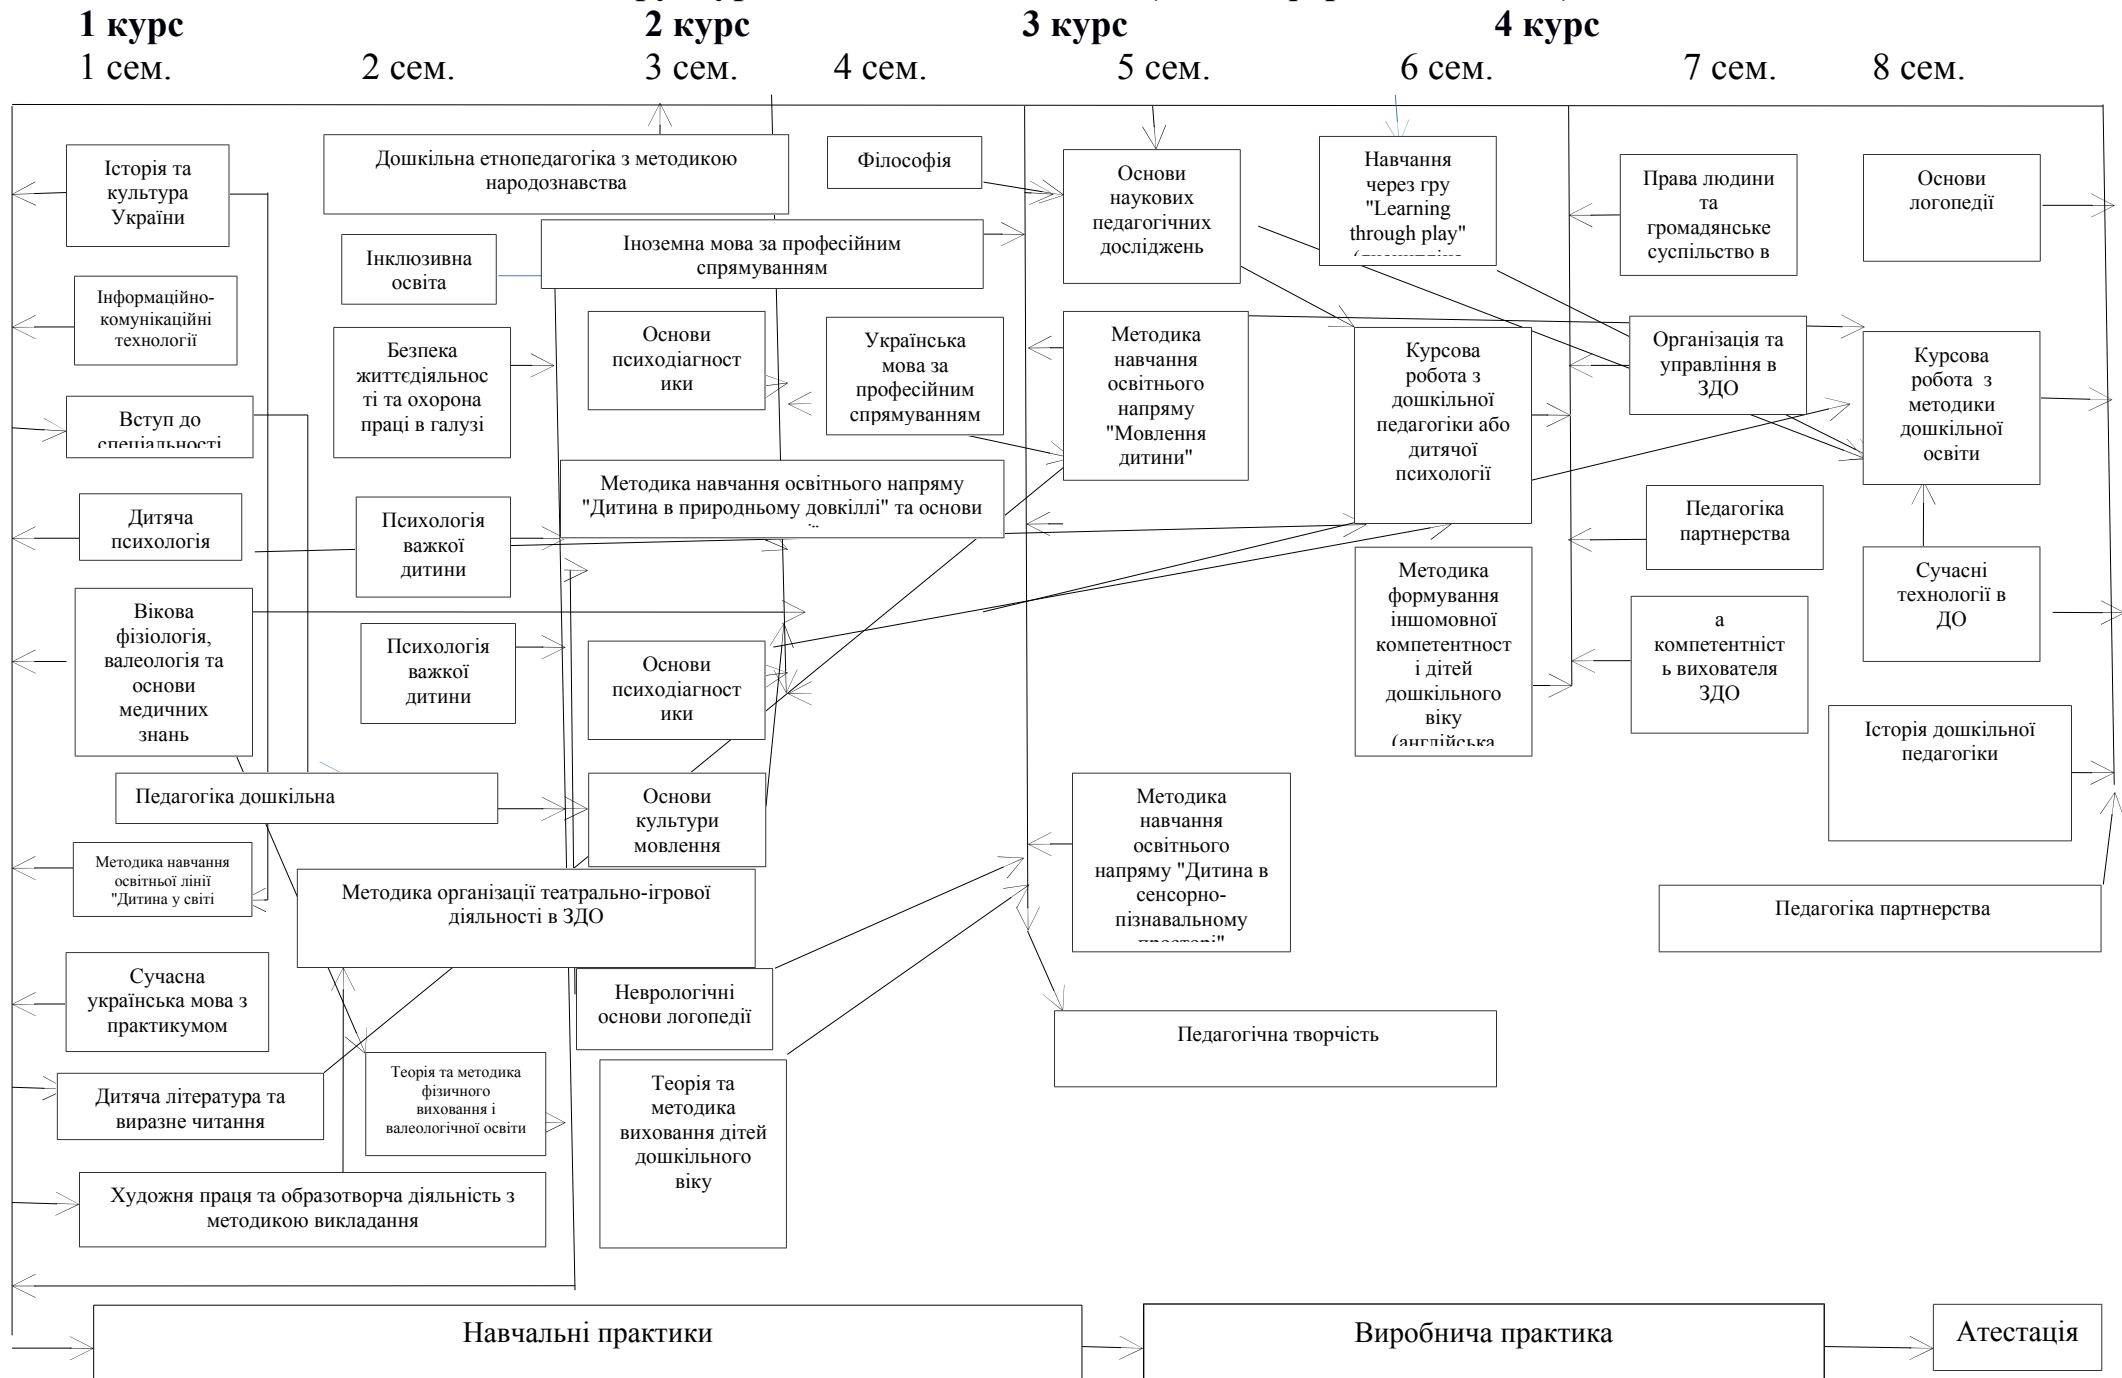 1 курс
2 курс
3 курс
4 курс
1 сем.
2 сем.
3 сем.
4 сем.
5 сем.
6 сем.
7 сем.
8 сем.
Історія та
культура
України
Інформаційно-
комунікаційні
технології
Вступ до
спеціальності
Дитяча
психологія
Вікова
фізіологія,
валеологія та
основи
медичних
знань
Педагогіка дошкільна
Методика навчання
освітньої лінії
"Дитина у світі
Сучасна
українська мова з
практикумом
Дитяча література та
виразне читання
Художня праця та образотворча діяльність з
методикою викладання
Дошкільна етнопедагогіка з методикою
народознавства
Інклюзивна
освіта
Безпека
життєдіяльнос
ті та охорона
праці в галузі
Психологія
важкої
дитини
Психологія
важкої
дитини
Методика організації театрально-ігрової
діяльності в ЗДО
Теорія та методика
фізичного
виховання і
валеологічної освіти
Іноземна мова за професійним
спрямуванням
Основи
психодіагност
ики
Методика навчання освітнього напряму
"Дитина в природньому довкіллі" та основи
Основи
психодіагност
ики
Основи
культури
мовлення
Неврологічні
основи логопедії
Теорія та
методика
виховання дітей
дошкільного
віку
Філософія
Українська
мова за
професійним
спрямуванням
Основи
наукових
педагогічних
досліджень
Методика
навчання
освітнього
напряму
"Мовлення
дитини"
Методика
навчання
освітнього
напряму "Дитина в
сенсорно-
пізнавальному
просторі"
Педагогічна творчість
Навчання
через гру
"Learning
through play"
Курсова
робота з
дошкільної
педагогіки або
дитячої
психології
Методика
формування
іншомовної
компетентност
і дітей
дошкільного
віку
(англійська
Права людини
та
громадянське
суспільство в
Організація та
управління в
ЗДО
Педагогіка
партнерства
а
компетентніст
ь вихователя
ЗДО
Основи
логопедії
Курсова
робота з
методики
дошкільної
освіти
Сучасні
технології в
ДО
Історія дошкільної
педагогіки
Педагогіка партнерства
Навчальні практики
Виробнича практика
Атестація